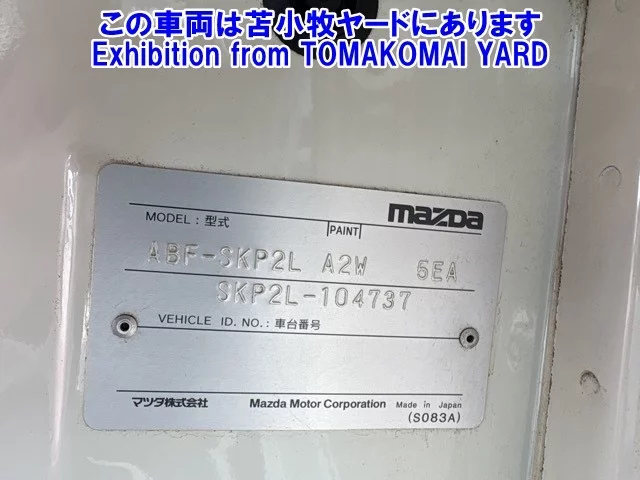 この車両は苫小牧ヤードにあります
Exhibition from TOMAKOMAI YARD
mazda
MODEL: 型式 PAINT
ABF-SKP2L A2W 5EA
SKP2L-104737
VEHICLE ID. NO.: 車台番号
マツダ株式会社 Mazda Motor Corporation Made in Japan
(S083A)